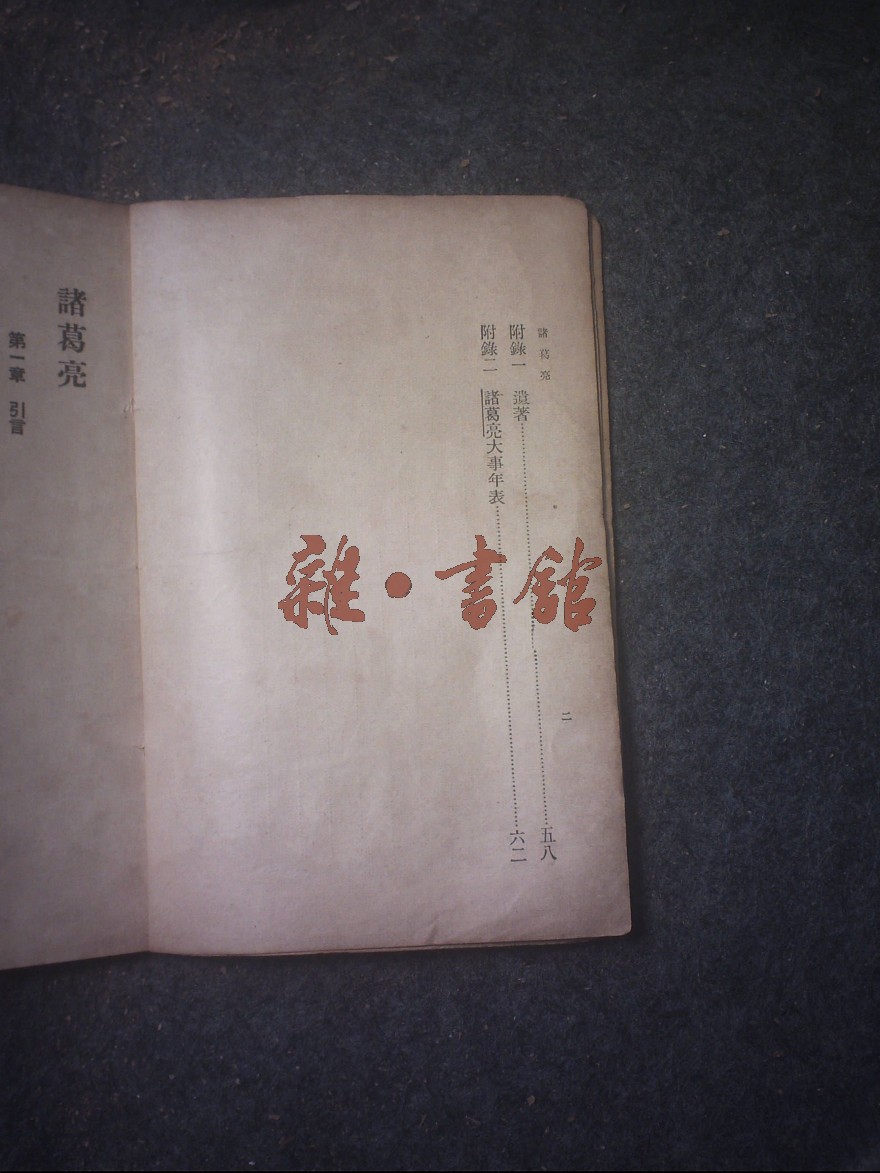 諸葛亮
附錄一 遺著……五八
附錄二 諸葛亮大事年表……六二
二
諸葛亮
第一章 引言
雜·書館